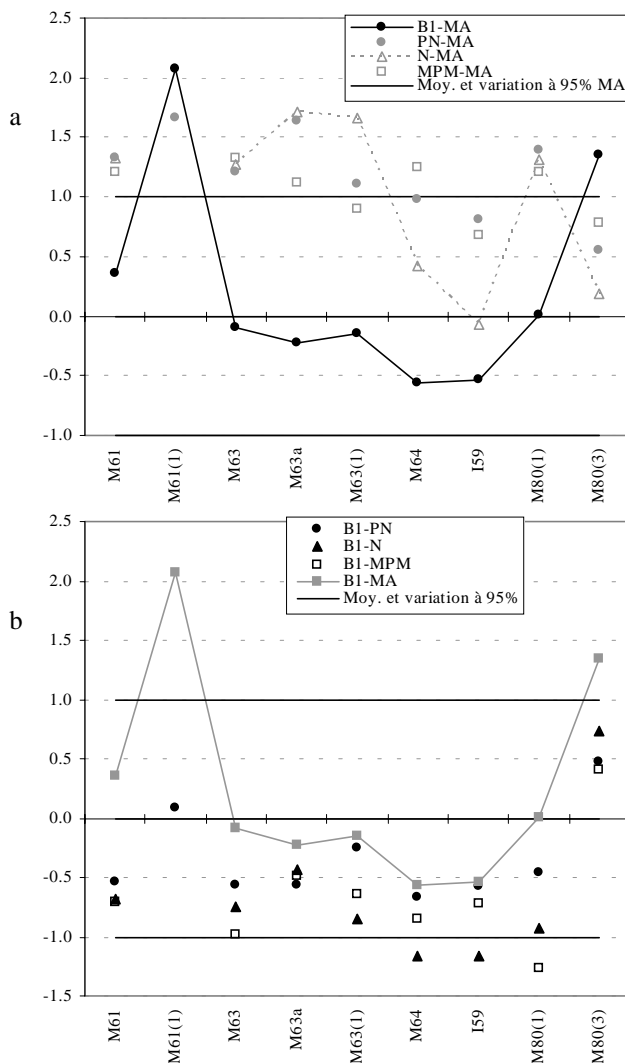 2.5
2.0
1.5
1.0
0.5
0.0
-0.5
-1.0
a
B1-MA
PN-MA
N-MA
MPM-MA
Moy. et variation à 95% MA
M61
M61(1)
M63
M63a
M63(1)
M64
I59
M80(1)
M80(3)
2.5
2.0
1.5
1.0
0.5
0.0
-0.5
-1.0
-1.5
b
B1-PN
B1-N
B1-MPM
B1-MA
Moy. et variation à 95%
M61
M61(1)
M63
M63a
M63(1)
M64
I59
M80(1)
M80(3)